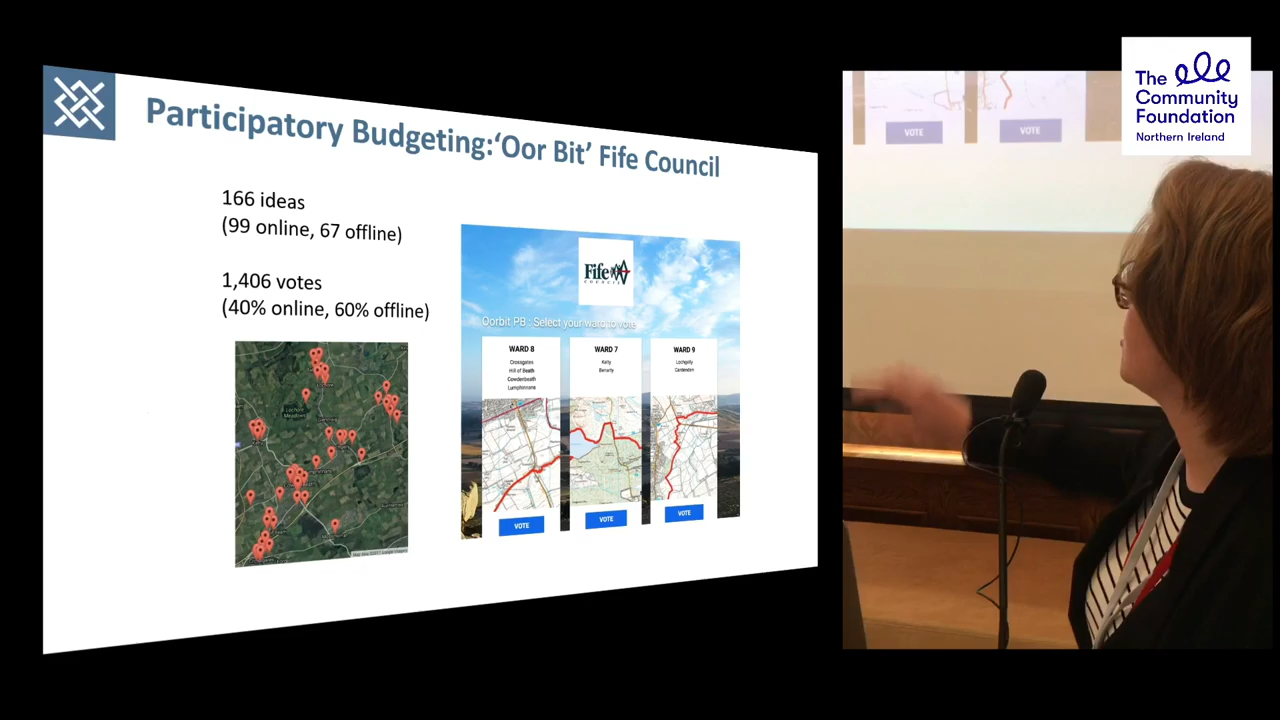 Participatory Budgeting:‘Oor Bit’ Fife Council
166 ideas
(99 online, 67 offline)
1,406 votes
(40% online, 60% offline)
Fife
COUNCIL
Oorbit PB : Select your ward to vote
WARD 8
Crossgates
Hill of Beath
Cowdenbeath
Lumphinnans
VOTE
WARD 7
Kelty
Benarty
VOTE
WARD 9
Lochgelly
Cardenden
VOTE
VOTE
VOTE
The
Community
Foundation
Northern Ireland